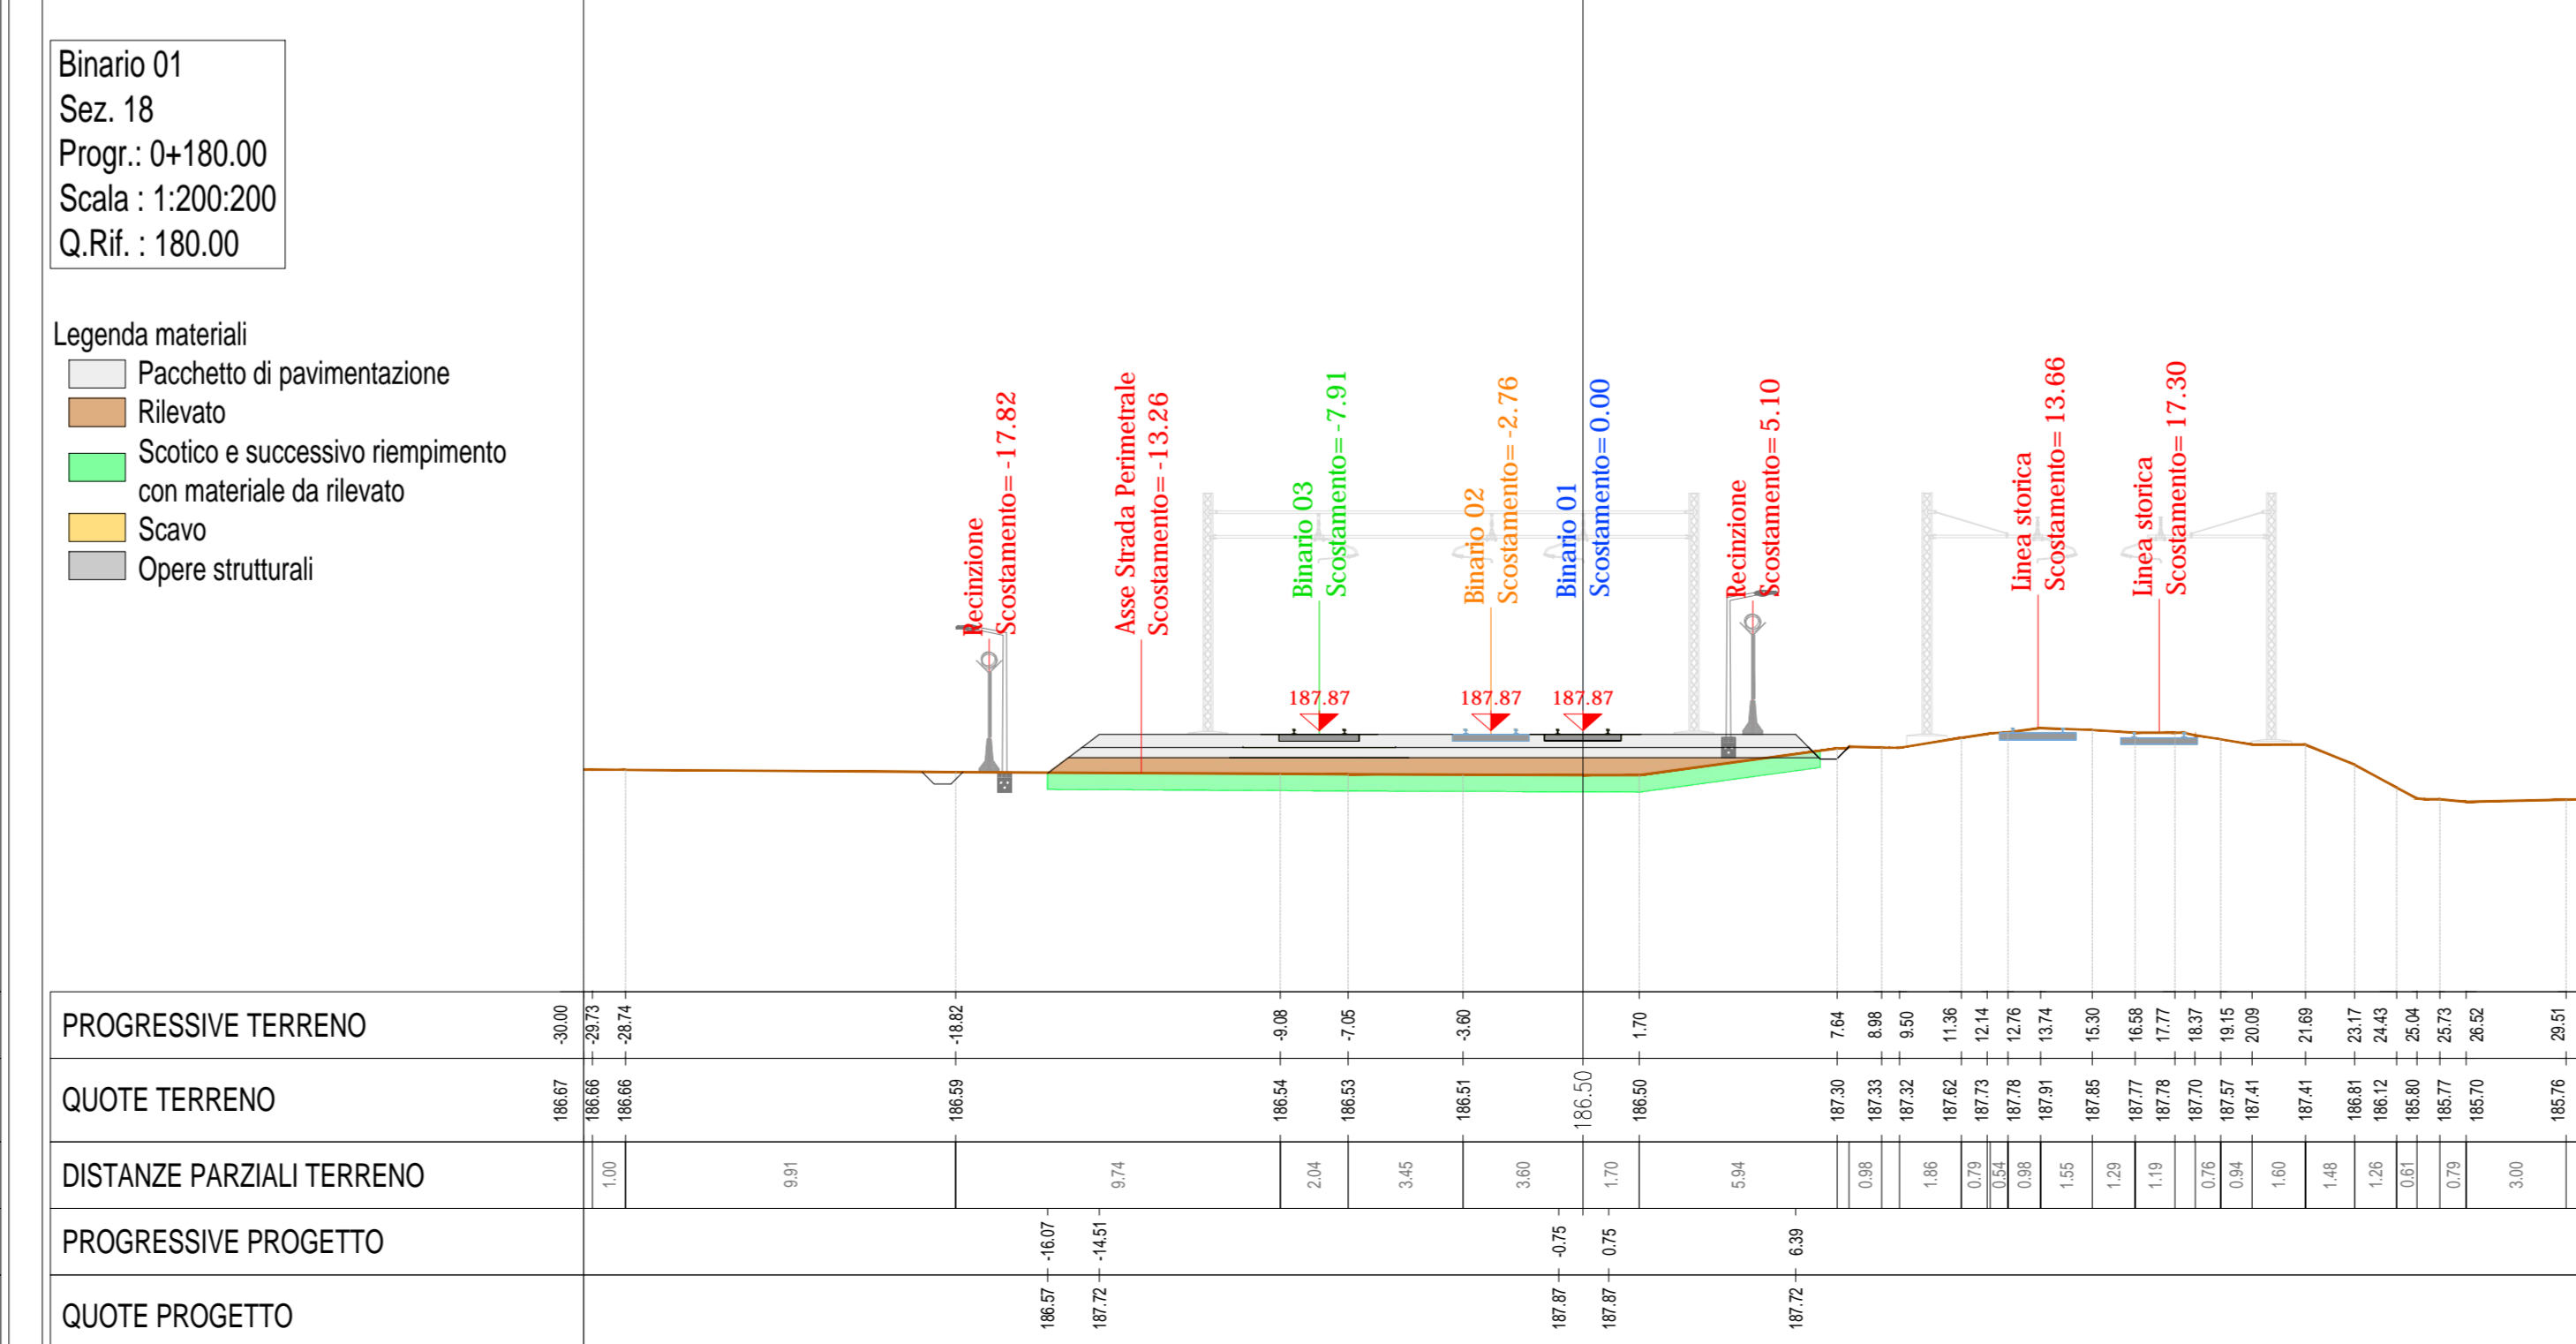 Binario 01
Sez. 18
Progr.: 0+180.00
Scala : 1:200:200
Q.Rif. : 180.00
Legenda materiali
Pacchetto di pavimentazione
Rilevato
Scotico e successivo riempimento
con materiale da rilevato
Scavo
Opere strutturali
Recinzione
Scostamento= -17.82
Asse Strada Perimetrale
Scostamento= -13.26
Binario 03
Scostamento= -7.91
Binario 02
Scostamento= -2.76
Binario 01
Scostamento= 0.00
Recinzione
Scostamento= 5.10
Linea storica
Scostamento= 13.66
Linea storica
Scostamento= 17.30
187.87 187.87 187.87
PROGRESSIVE TERRENO -30.00 -29.73 -28.74 -18.82 -9.08 -7.05 -3.60 1.70 7.64 8.98 9.50 11.36 12.14 12.76 13.74 15.30 16.58 17.77 18.37 19.15 20.09 21.69 23.17 24.43 25.04 25.73 26.52 29.51
QUOTE TERRENO 186.67 186.66 186.66 186.59 186.54 186.53 186.51 186.50 186.50 187.30 187.33 187.32 187.62 187.73 187.78 187.91 187.85 187.77 187.78 187.70 187.57 187.41 187.41 186.81 186.12 185.80 185.77 185.70 185.76
DISTANZE PARZIALI TERRENO 1.00 9.91 9.74 2.04 3.45 3.60 1.70 5.94 0.98 1.86 0.79 0.54 0.98 1.55 1.29 1.19 0.76 0.94 1.60 1.48 1.26 0.61 0.79 3.00
PROGRESSIVE PROGETTO -16.07 -14.51 -0.75 0.75 6.39
QUOTE PROGETTO 186.57 187.72 187.87 187.87 187.72